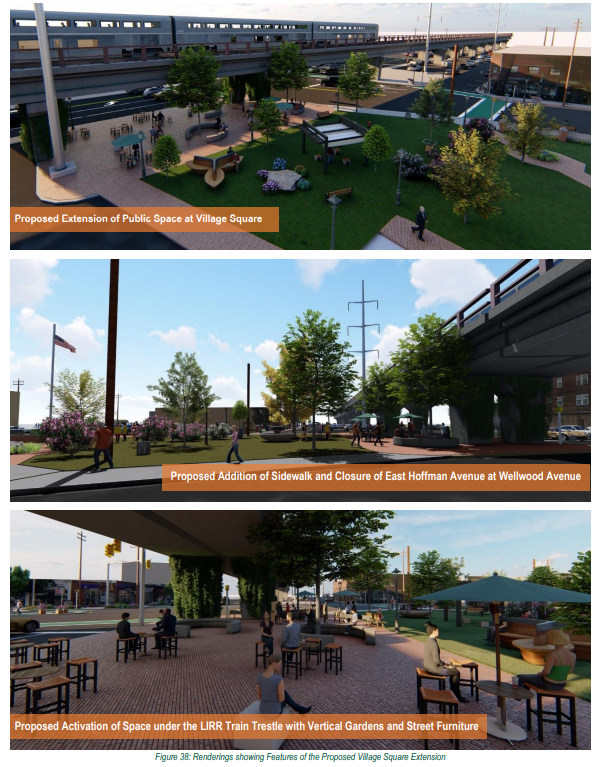 Proposed Extension of Public Space at Village Square
Proposed Addition of Sidewalk and Closure of East Hoffman Avenue at Wellwood Avenue
Proposed Activation of Space under the LIRR Train Trestle with Vertical Gardens and Street Furniture
Figure 38: Renderings showing Features of the Proposed Village Square Extension